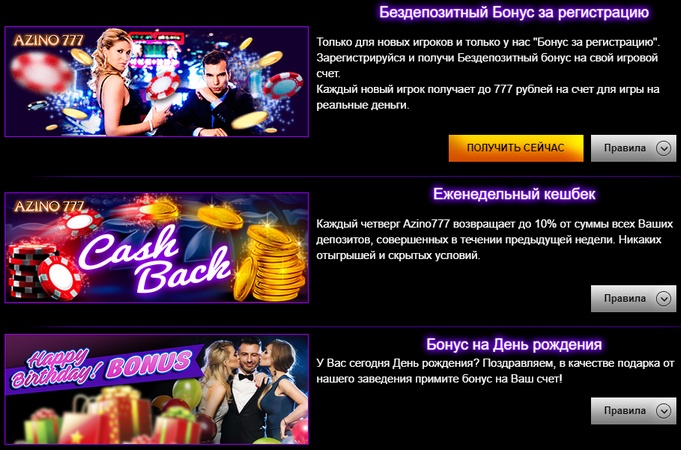 Бездепозитный Бонус за регистрацию
AZINO 777
Только для новых игроков и только у нас "Бонус за регистрацию".
Зарегистрируйся и получи Бездепозитный бонус на свой игровой
счет.
Каждый новый игрок получает до 777 рублей на счет для игры на
реальные деньги.
ПОЛУЧИТЬ СЕЙЧАС
Правила
Еженедельный кешбек
AZINO 777
Cash
Back
Каждый четверг Azino777 возвращает до 10% от суммы всех Ваших
депозитов, совершенных в течении предыдущей недели. Никаких
отыгрышей и скрытых условий.
Правила
Бонус на День рождения
Happy
Birthday! BONUS
У Вас сегодня День рождения? Поздравляем, в качестве подарка от
нашего заведения примите бонус на Ваш счет!
Правила